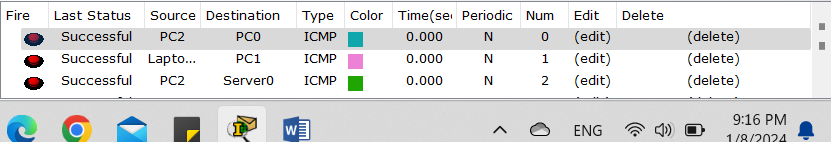 Fire Last Status Source Destination Type Color Time(sec Periodic Num Edit Delete
Successful PC2 PC0 ICMP 0.000 N 0 (edit) (delete)
Successful Lapto... PC1 ICMP 0.000 N 1 (edit) (delete)
Successful PC2 Server0 ICMP 0.000 N 2 (edit) (delete)
ENG 9:16 PM
1/8/2024